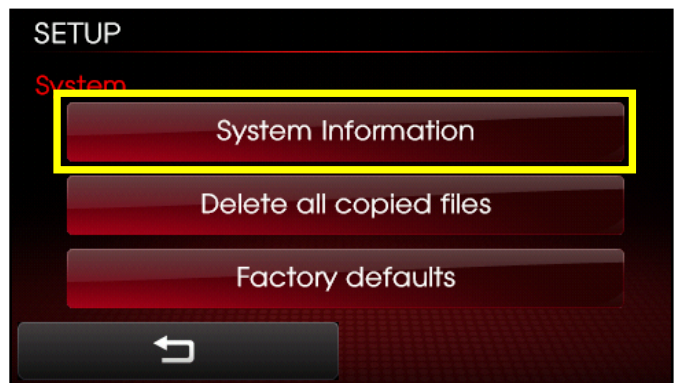 SETUP
System
System Information
Delete all copied files
Factory defaults